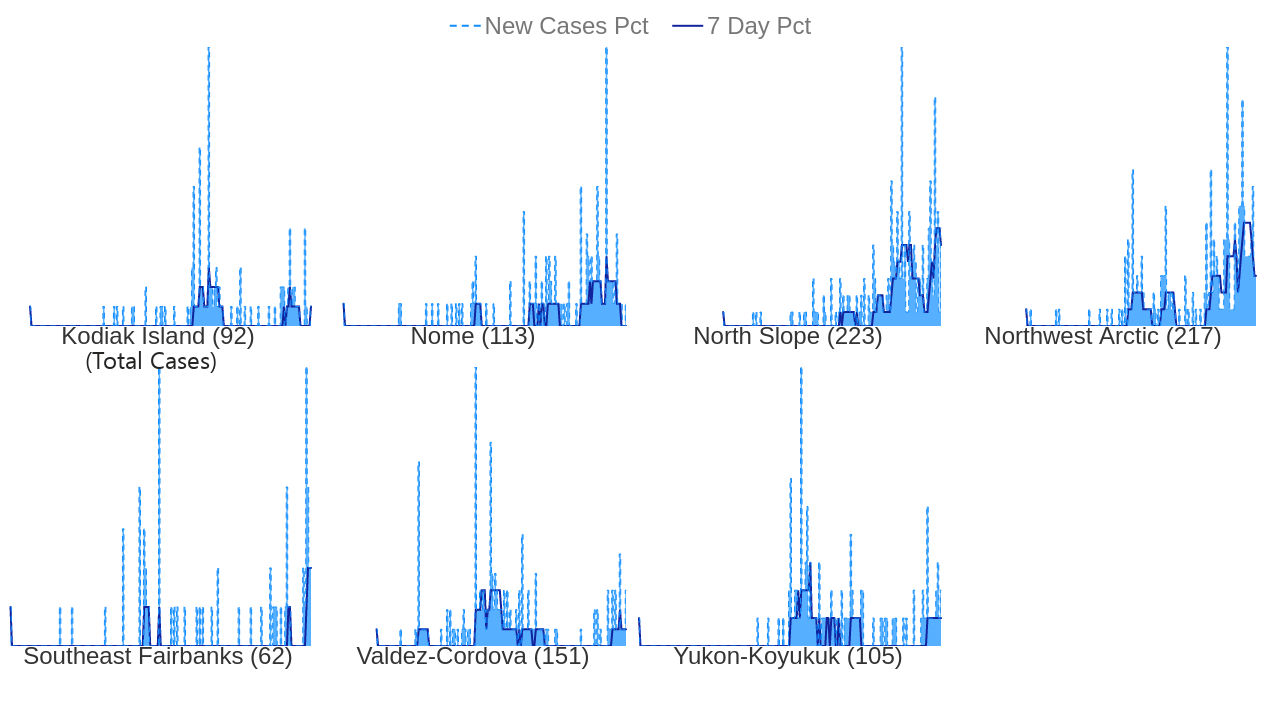 New Cases Pct 7 Day Pct
Kodiak Island (92) Nome (113) North Slope (223) Northwest Arctic (217)
(Total Cases)
Southeast Fairbanks (62) Valdez-Cordova (151) Yukon-Koyukuk (105)